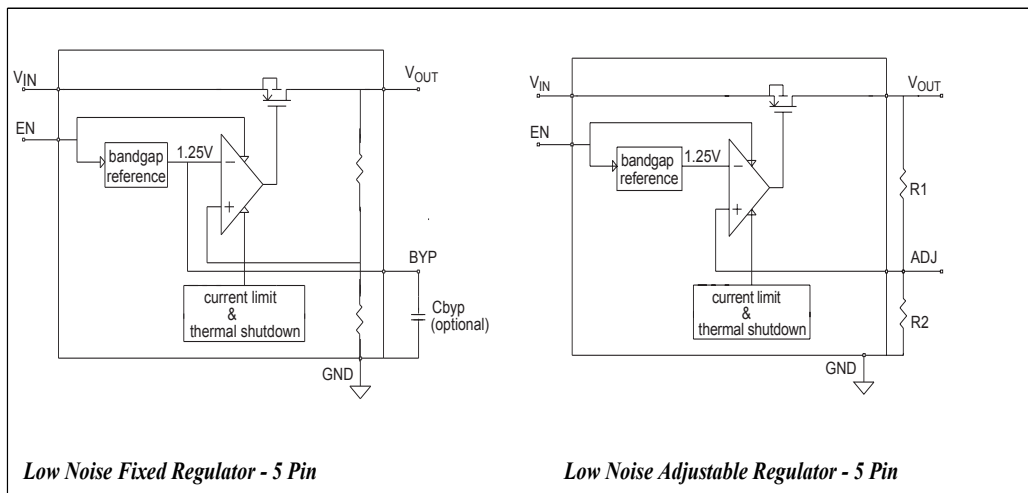 VIN
VOUT
EN
1.25V
bandgap
reference
−
+
BYP
current limit
&
thermal shutdown
Cbyp
(optional)
GND
Low Noise Fixed Regulator - 5 Pin
VIN
VOUT
EN
1.25V
bandgap
reference
−
+
R1
ADJ
current limit
&
thermal shutdown
R2
GND
Low Noise Adjustable Regulator - 5 Pin